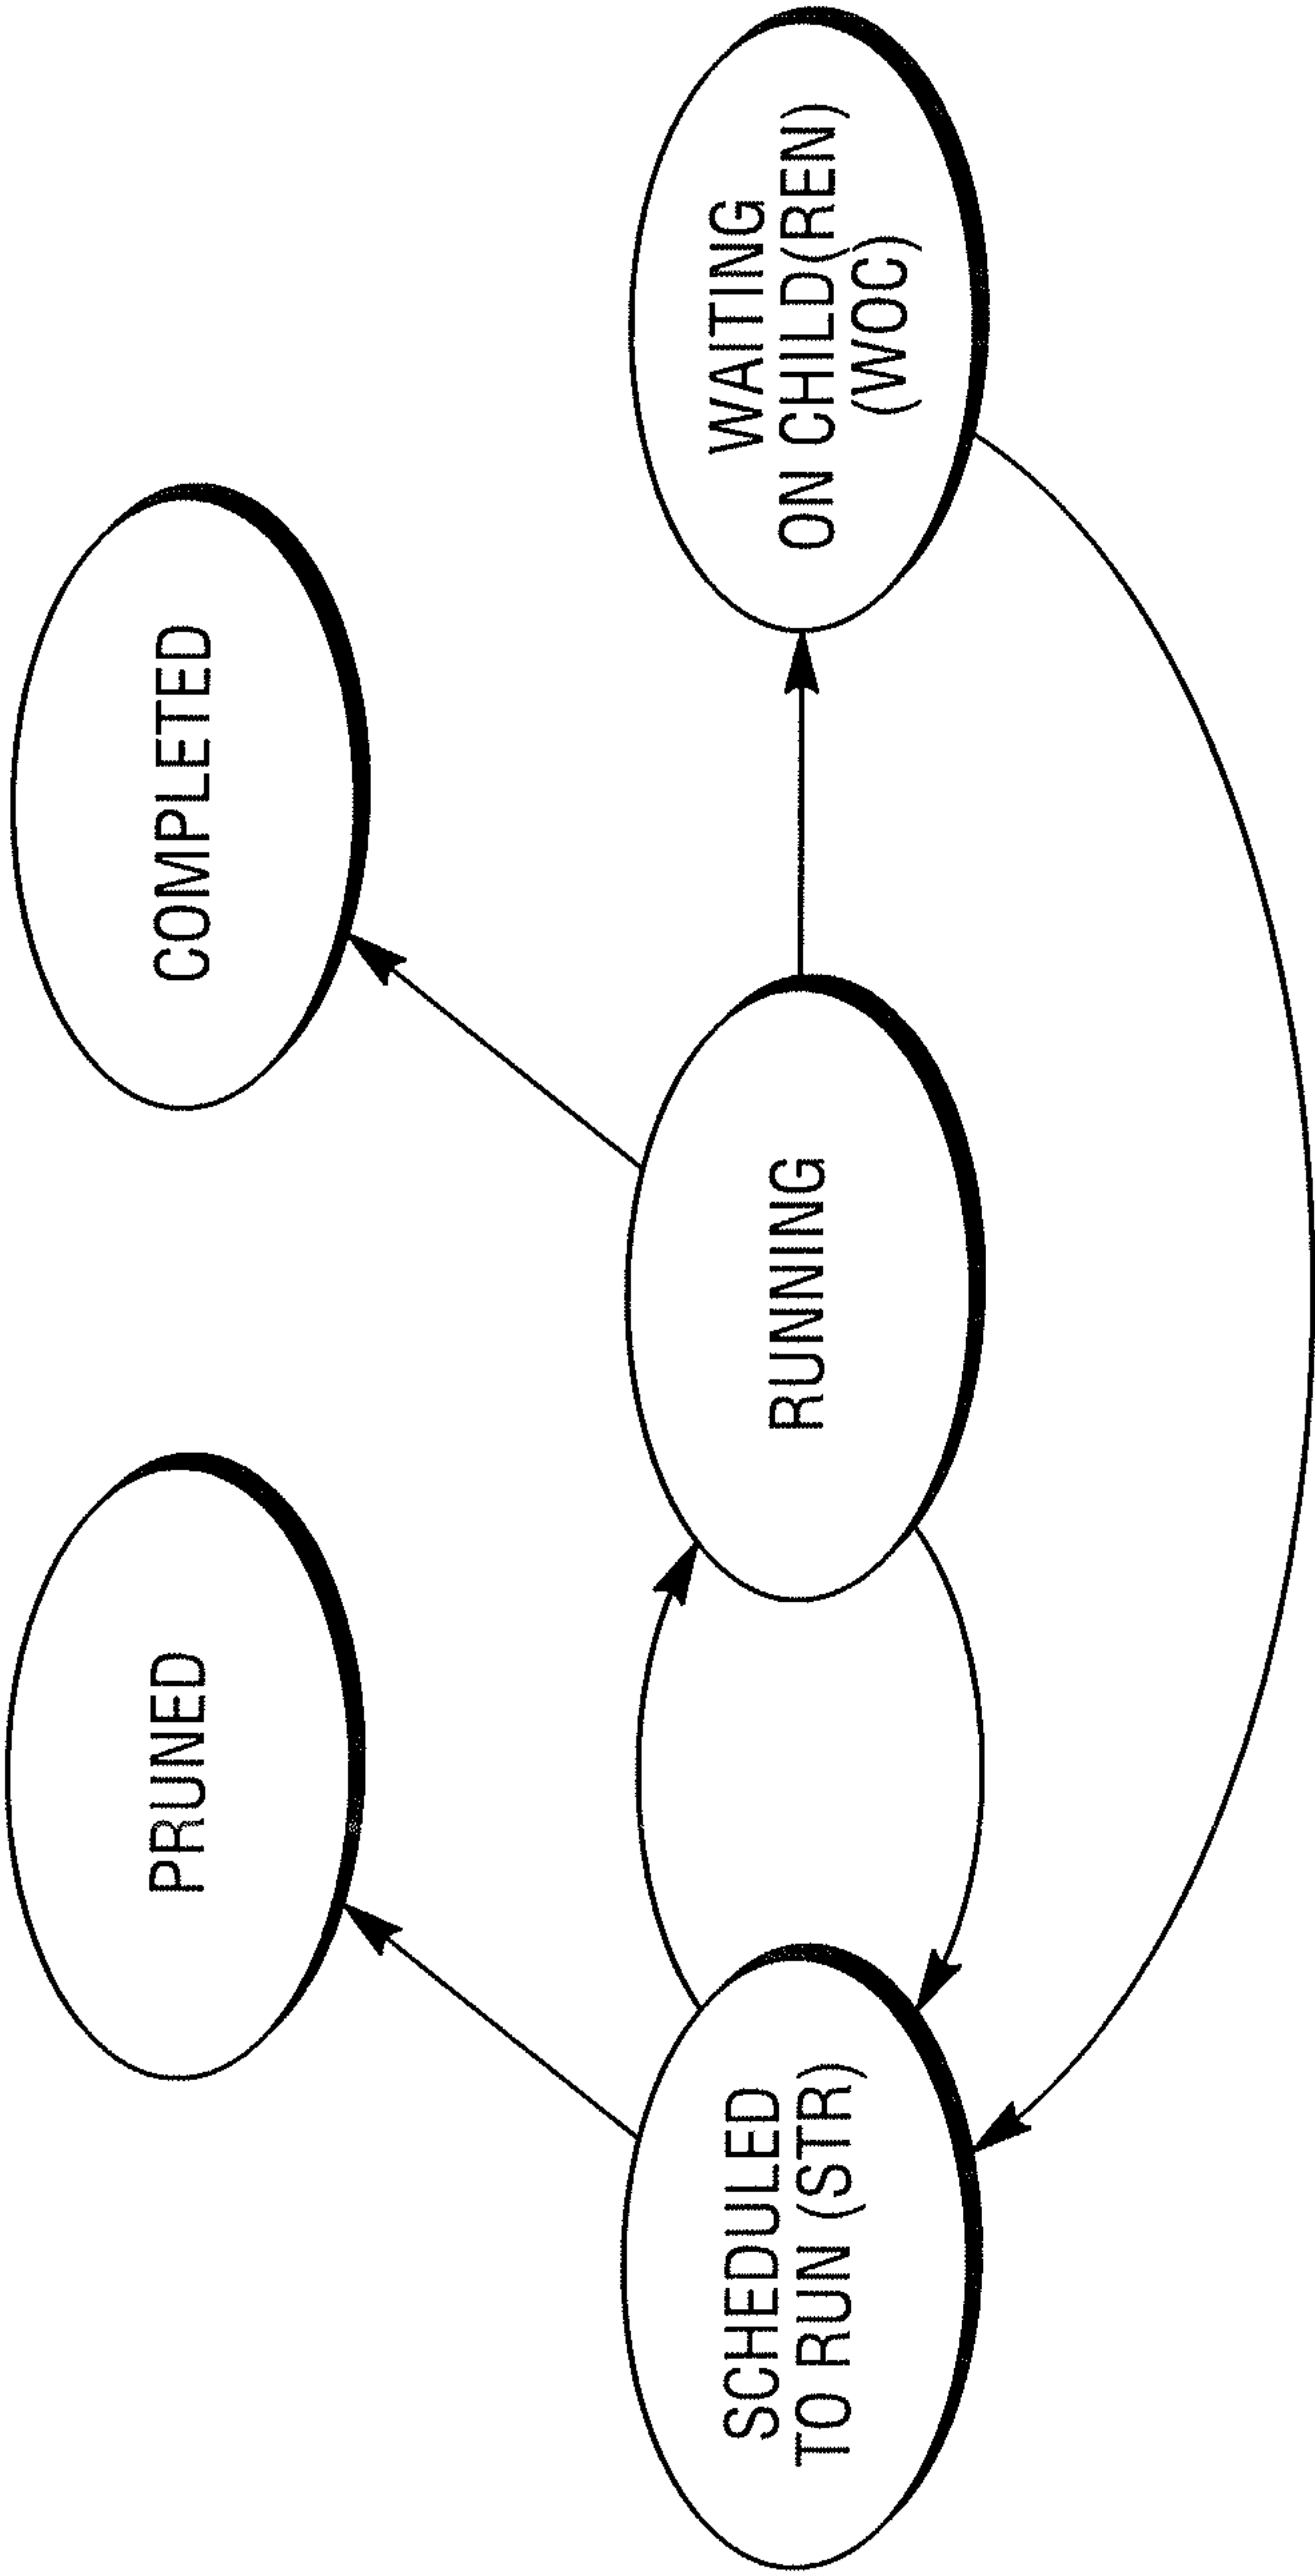 PRUNED
COMPLETED
SCHEDULED
TO RUN (STR)
RUNNING
WAITING
ON CHILD(REN)
(WOC)